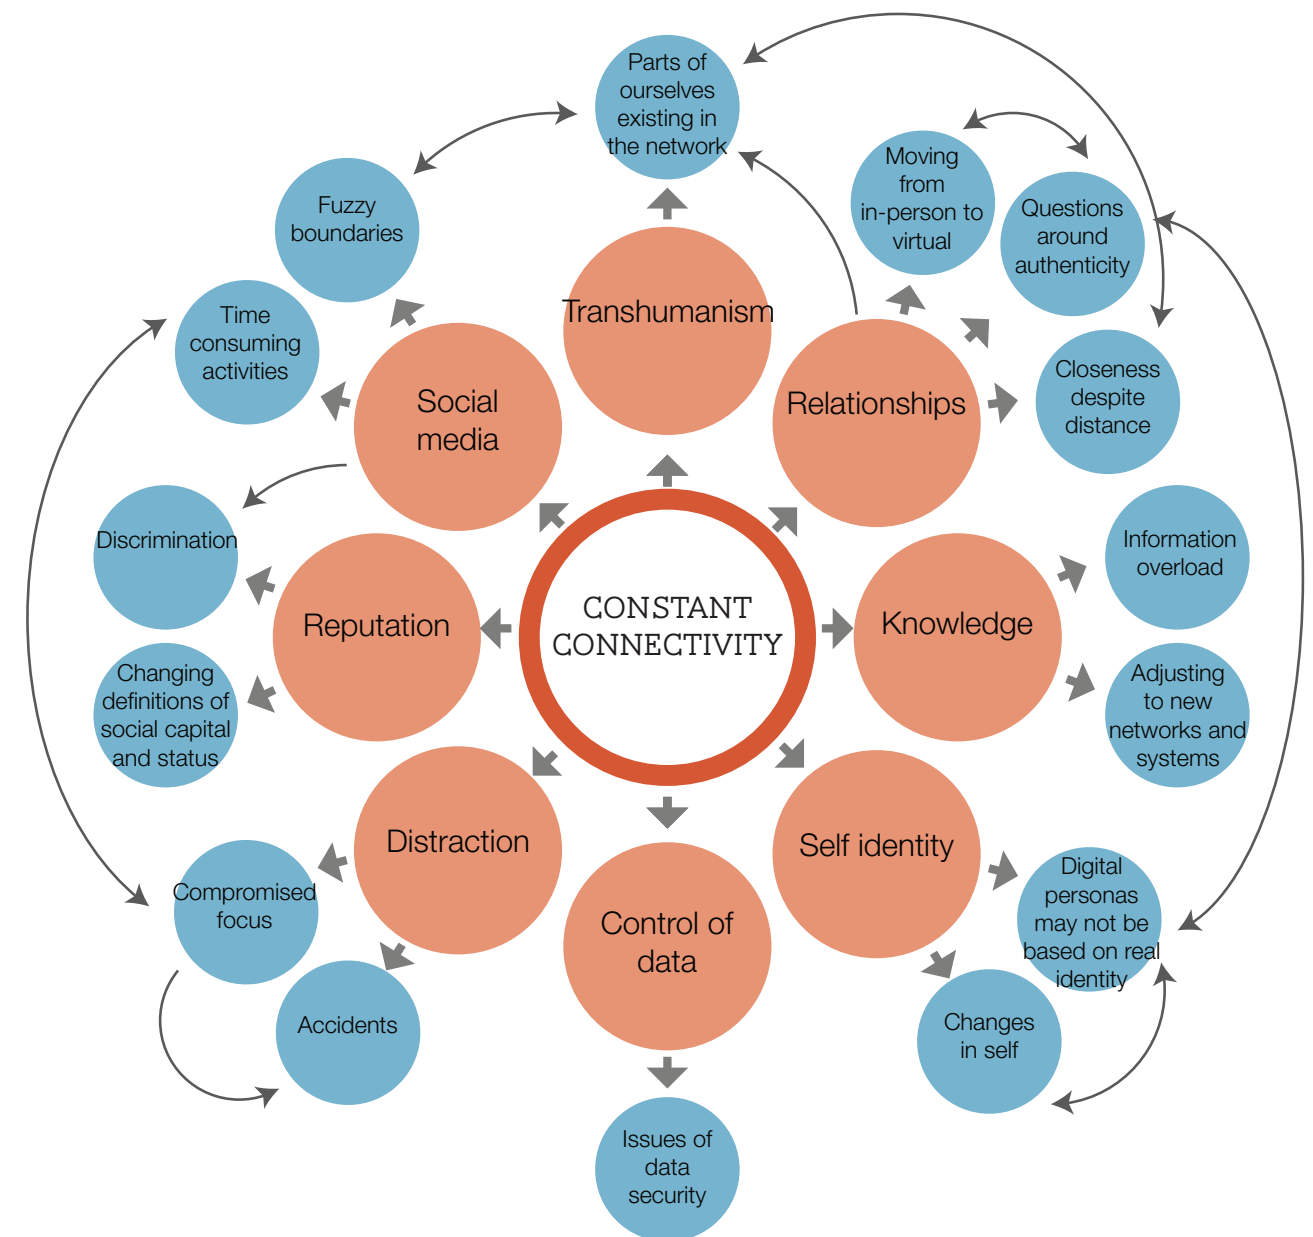 Parts of
ourselves
existing in
the network
Moving
from
in-person to
virtual
Questions
around
authenticity
Fuzzy
boundaries
Time
consuming
activities
Transhumanism
Social
media
Relationships
Closeness
despite
distance
Discrimination
Information
overload
Reputation
CONSTANT
CONNECTIVITY
Knowledge
Changing
definitions of
social capital
and status
Adjusting
to new
networks and
systems
Distraction
Self identity
Compromised
focus
Control of
data
Digital
personas
may not be
based on real
identity
Accidents
Changes
in self
Issues of
data
security